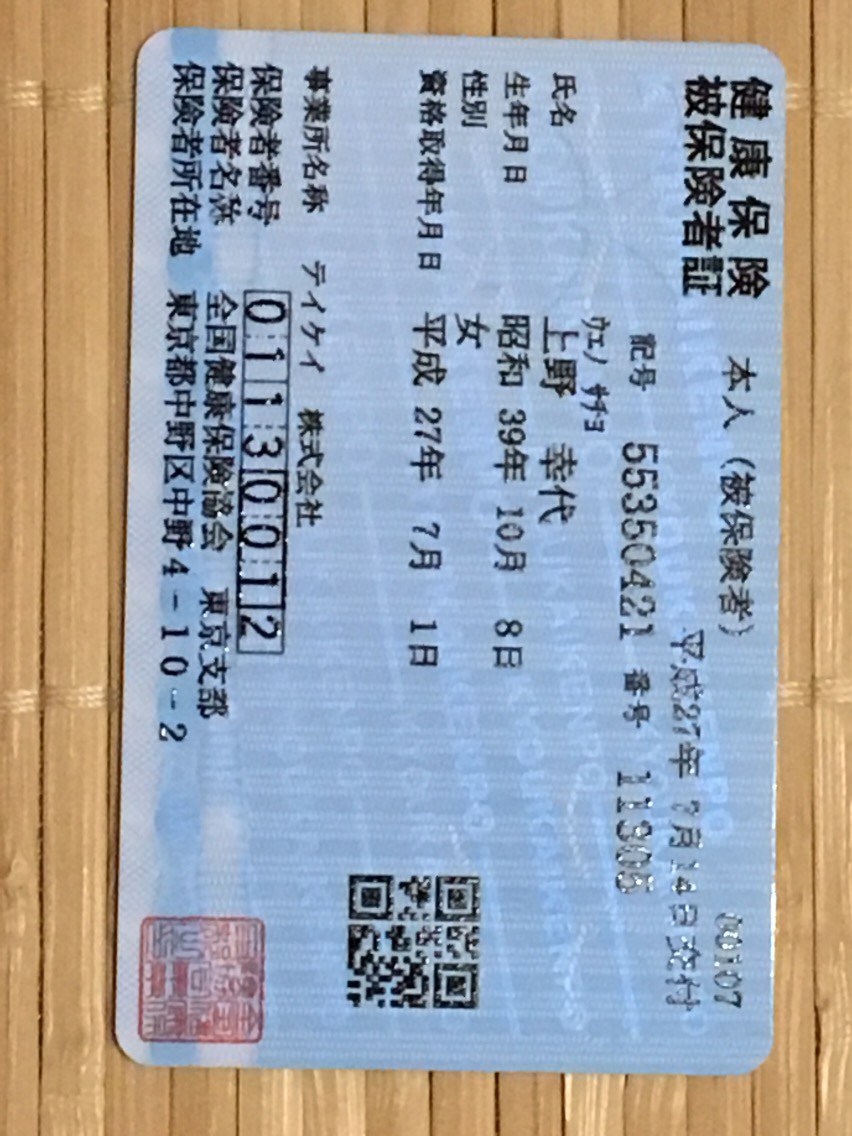 健康保険 本人（被保険者） 00107
被保険者証 平成27年 7月14日交付
記号 55350421 番号 11305
ｳｴﾉ ｻﾁﾖ
氏名 上野 幸代
生年月日 昭和 39年 10月 8日
性別 女
資格取得年月日 平成 27年 7月 1日
事業所名称 テイケイ 株式会社
保険者番号 01130012
保険者名称 全国健康保険協会 東京支部
保険者所在地 東京都中野区中野4-10-2